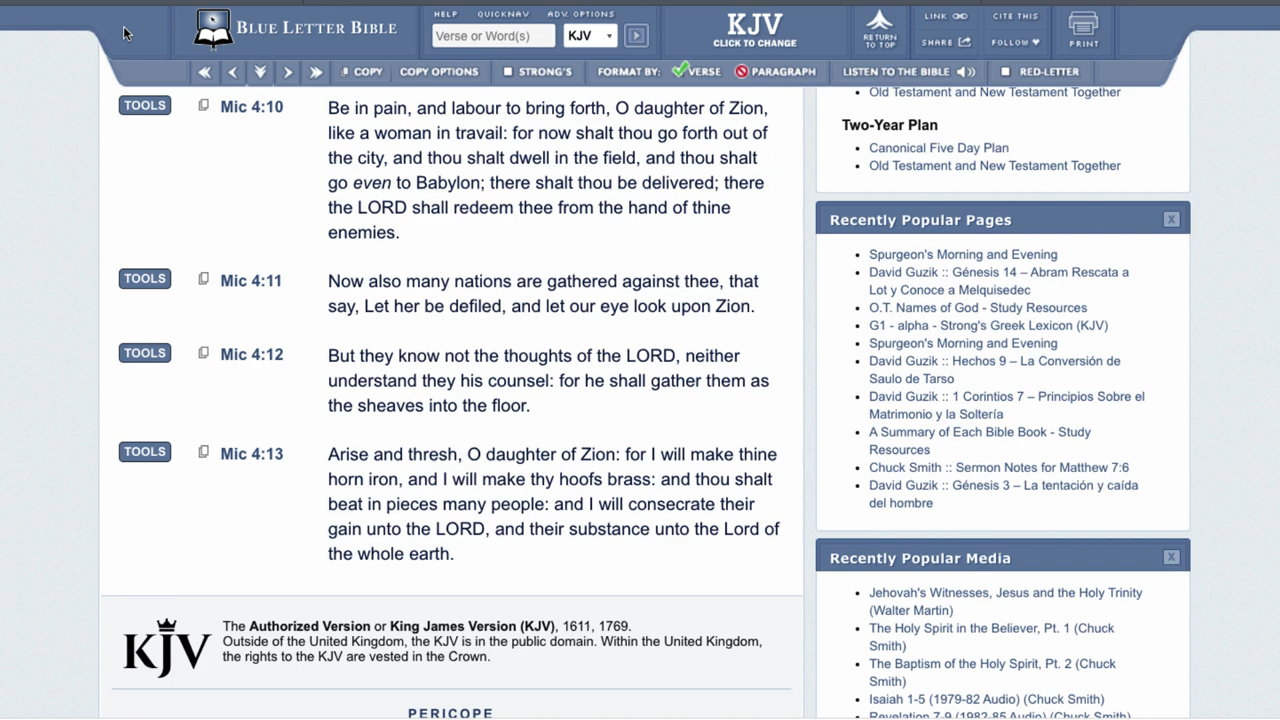 HELP QUICKNAV ADV. OPTIONS
BLUE LETTER BIBLE
Verse or Word(s) KJV
KJV
CLICK TO CHANGE
RETURN
TO TOP
LINK CITE THIS
SHARE FOLLOW
PRINT
COPY COPY OPTIONS STRONG'S FORMAT BY: VERSE PARAGRAPH LISTEN TO THE BIBLE RED-LETTER
TOOLS Mic 4:10
Be in pain, and labour to bring forth, O daughter of Zion,
like a woman in travail: for now shalt thou go forth out of
the city, and thou shalt dwell in the field, and thou shalt
go even to Babylon; there shalt thou be delivered; there
the LORD shall redeem thee from the hand of thine
enemies.
TOOLS Mic 4:11
Now also many nations are gathered against thee, that
say, Let her be defiled, and let our eye look upon Zion.
TOOLS Mic 4:12
But they know not the thoughts of the LORD, neither
understand they his counsel: for he shall gather them as
the sheaves into the floor.
TOOLS Mic 4:13
Arise and thresh, O daughter of Zion: for I will make thine
horn iron, and I will make thy hoofs brass: and thou shalt
beat in pieces many people: and I will consecrate their
gain unto the LORD, and their substance unto the Lord of
the whole earth.
KJV
The Authorized Version or King James Version (KJV), 1611, 1769.
Outside of the United Kingdom, the KJV is in the public domain. Within the United Kingdom,
the rights to the KJV are vested in the Crown.
PERICOPE
Old Testament and New Testament Together
Two-Year Plan
Canonical Five Day Plan
Old Testament and New Testament Together
Recently Popular Pages X
Spurgeon's Morning and Evening
David Guzik :: Génesis 14 – Abram Rescata a
Lot y Conoce a Melquisedec
O.T. Names of God - Study Resources
G1 - alpha - Strong's Greek Lexicon (KJV)
Spurgeon's Morning and Evening
David Guzik :: Hechos 9 – La Conversión de
Saulo de Tarso
David Guzik :: 1 Corintios 7 – Principios Sobre el
Matrimonio y la Soltería
A Summary of Each Bible Book - Study
Resources
Chuck Smith :: Sermon Notes for Matthew 7:6
David Guzik :: Génesis 3 – La tentación y caída
del hombre
Recently Popular Media X
Jehovah's Witnesses, Jesus and the Holy Trinity
(Walter Martin)
The Holy Spirit in the Believer, Pt. 1 (Chuck
Smith)
The Baptism of the Holy Spirit, Pt. 2 (Chuck
Smith)
Isaiah 1-5 (1979-82 Audio) (Chuck Smith)
Revelation 7-9 (1982-85 Audio) (Chuck Smith)